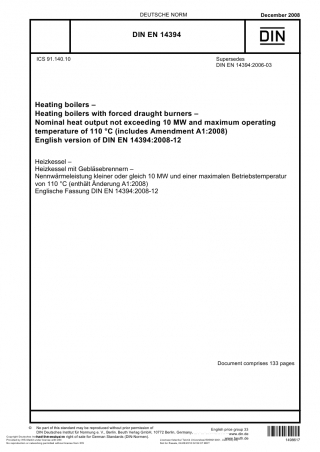 DEUTSCHE NORM
December 2008
DIN EN 14394
DIN
ICS 91.140.10
Supersedes
DIN EN 14394:2006-03
Heating boilers –
Heating boilers with forced draught burners –
Nominal heat output not exceeding 10 MW and maximum operating
temperature of 110 °C (includes Amendment A1:2008)
English version of DIN EN 14394:2008-12
Heizkessel –
Heizkessel mit Gebläsebrennern –
Nennwärmeleistung kleiner oder gleich 10 MW und einer maximalen Betriebstemperatur
von 110 °C (enthält Änderung A1:2008)
Englische Fassung DIN EN 14394:2008-12
Document comprises 133 pages
No part of this standard may be reproduced without prior permission of
DIN Deutsches Institut für Normung e. V., Berlin. Beuth Verlag GmbH, 10772 Berlin, Germany,
right of sale for German Standards (DIN-Normen).
English price group 23
www.din.de
www.beuth.de